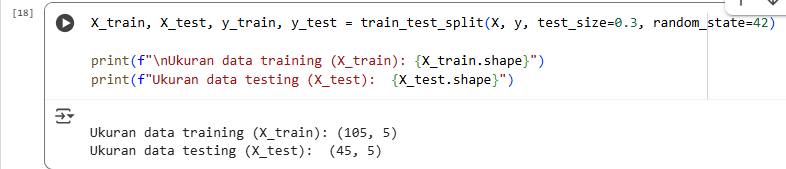 [18]
X_train, X_test, y_train, y_test = train_test_split(X, y, test_size=0.3, random_state=42)
print(f"\nUkuran data training (X_train): {X_train.shape}")
print(f"Ukuran data testing (X_test):  {X_test.shape}")
Ukuran data training (X_train): (105, 5)
Ukuran data testing (X_test):  (45, 5)